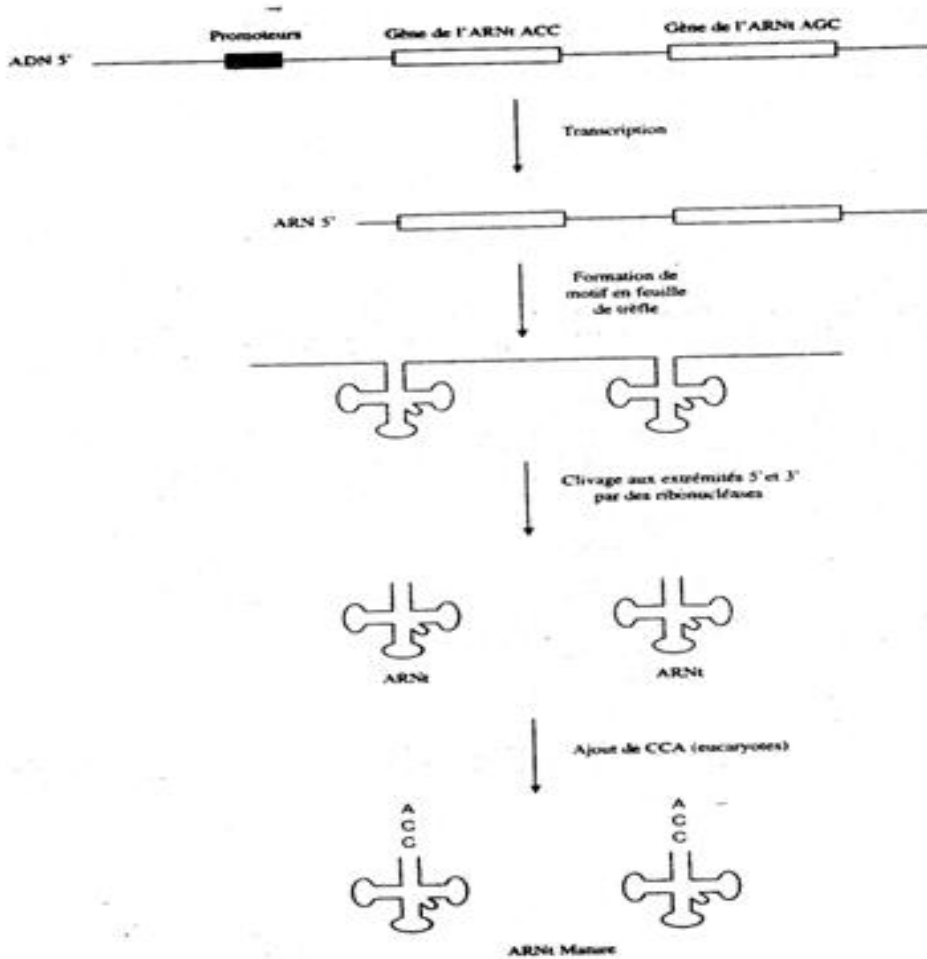 Promoteurs
Gène de l'ARNt ACC
Gène de l'ARNt AGC
ADN 5'
Transcription
ARN 5'
Formation de
motif en feuille
de trèfle
Clivage aux extrémités 5' et 3'
par des ribonucléases
ARNt
ARNt
Ajout de CCA (eucaryotes)
A
C
C
A
C
C
ARNt Mature